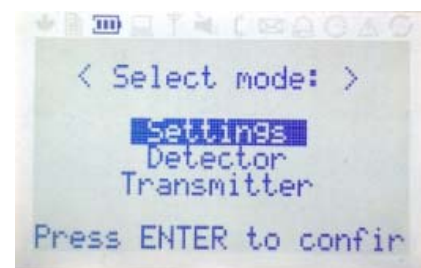 < Select mode: >
Settings
Detector
Transmitter
Press ENTER to confir